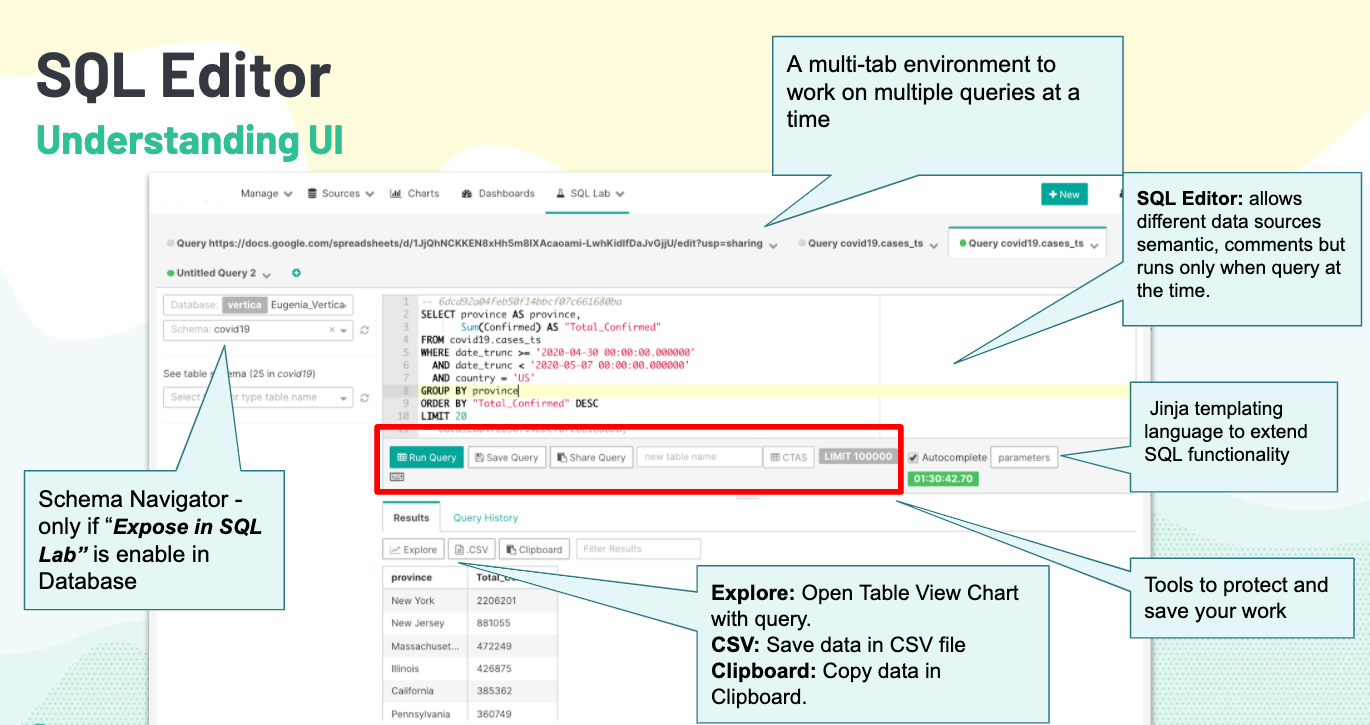 SQL Editor
Understanding UI
A multi-tab environment to
work on multiple queries at a
time
Manage
Sources
Charts
Dashboards
SQL Lab
+ New
SQL Editor: allows
different data sources
semantic, comments but
runs only when query at
the time.
Query https://docs.google.com/spreadsheets/d/1JjQhNCKKEN8xHh5m8IXAcaoami-LwhKidIfDaJvGjjU/edit?usp=sharing
Query covid19.cases_ts
Query covid19.cases_ts
Untitled Query 2
Database: vertica Eugenia_Vertica
Schema: covid19
See table
ma (25 in covid19)
Select
or type table name
1 -- 6dcd92a04feb50f14bbcf07c661680ba
2 SELECT province AS province,
3 Sum(Confirmed) AS "Total_Confirmed"
4 FROM covid19.cases_ts
5 WHERE date_trunc >= '2020-04-30 00:00:00.000000'
6 AND date_trunc < '2020-05-07 00:00:00.000000'
7 AND country = 'US'
8 GROUP BY province
9 ORDER BY "Total_Confirmed" DESC
10 LIMIT 20
Jinja templating
language to extend
SQL functionality
Run Query
Save Query
Share Query
new table name
CTAS
LIMIT 100000
Autocomplete
parameters
01:30:42.70
Schema Navigator -
only if “Expose in SQL
Lab” is enable in
Database
Results
Query History
Explore
.CSV
Clipboard
Filter Results
province
New York 2206201
New Jersey 881055
Massachuset... 472249
Illinois 426875
California 385362
Pennsylvania 360749
Explore: Open Table View Chart
with query.
CSV: Save data in CSV file
Clipboard: Copy data in
Clipboard.
Tools to protect and
save your work